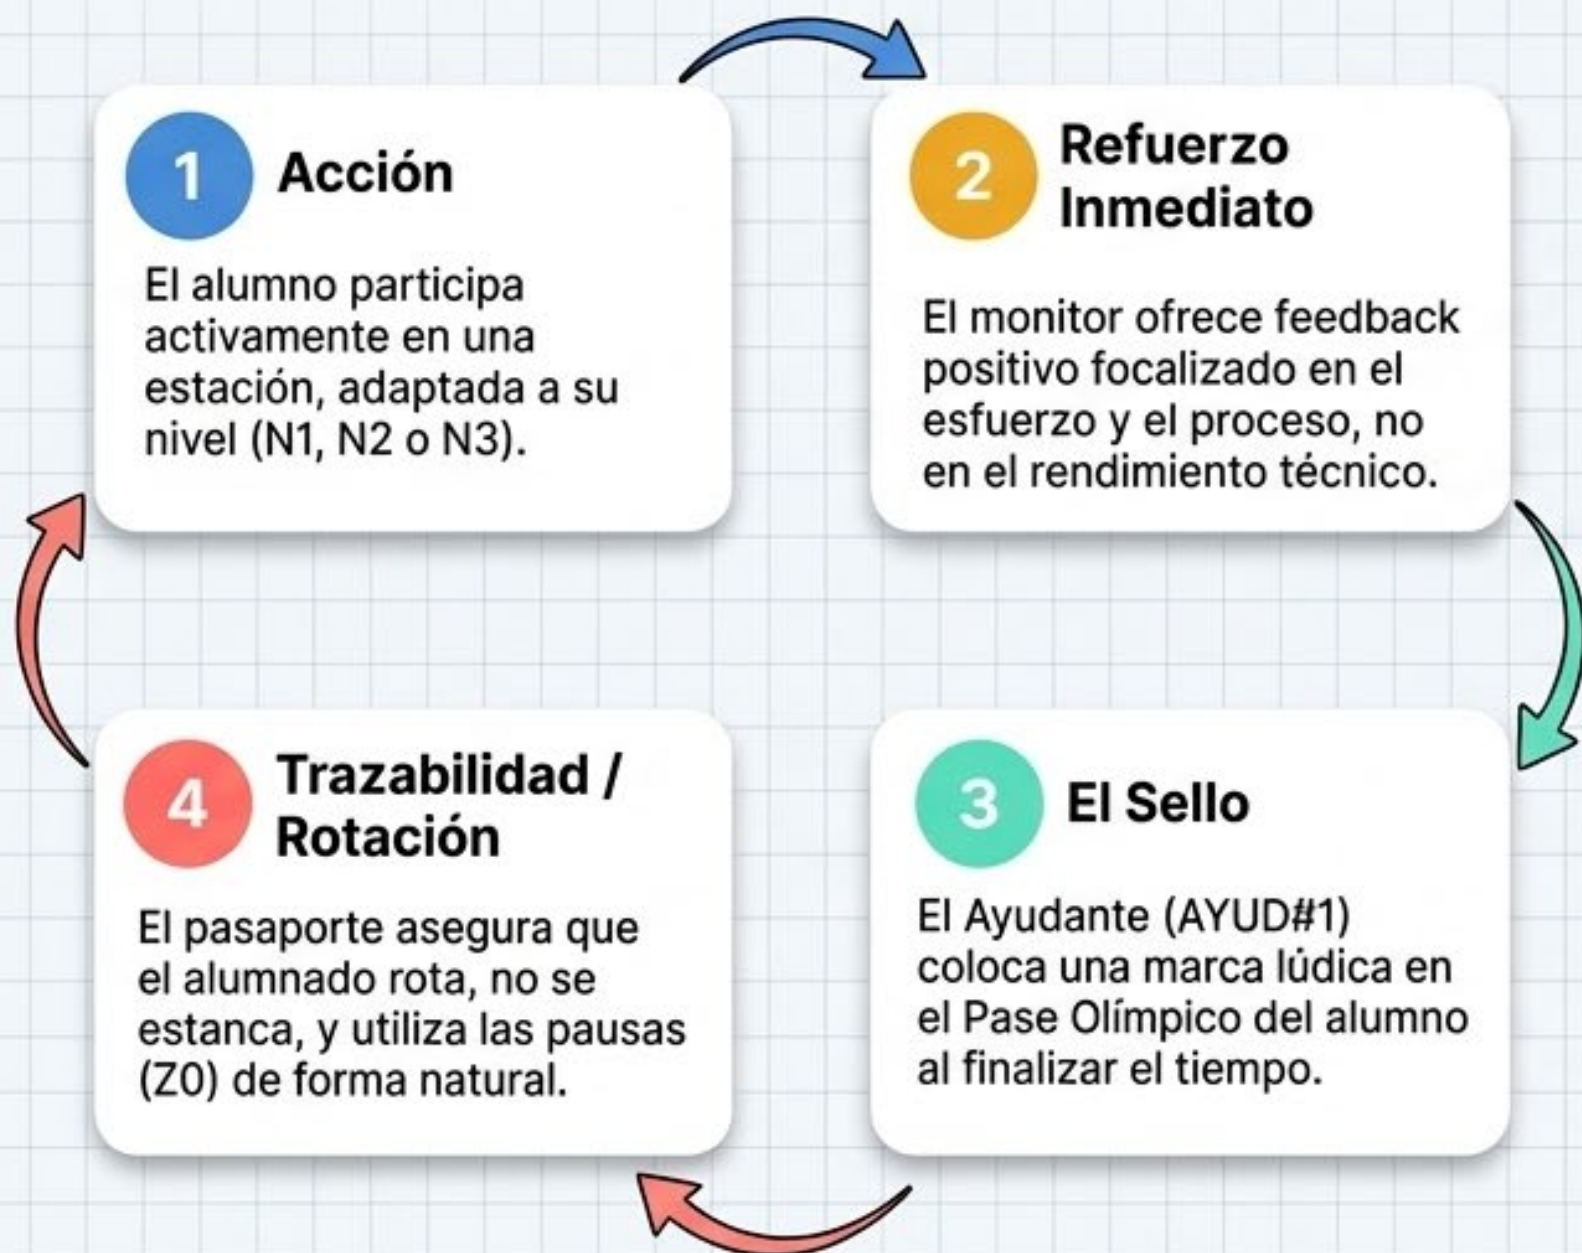 1
Acción
El alumno participa
activamente en una
estación, adaptada a su
nivel (N1, N2 o N3).
2
Refuerzo
Inmediato
El monitor ofrece feedback
positivo focalizado en el
esfuerzo y el proceso, no
en el rendimiento técnico.
3
El Sello
El Ayudante (AYUD#1)
coloca una marca lúdica en
el Pase Olímpico del alumno
al finalizar el tiempo.
4
Trazabilidad /
Rotación
El pasaporte asegura que
el alumnado rota, no se
estanca, y utiliza las pausas
(Z0) de forma natural.